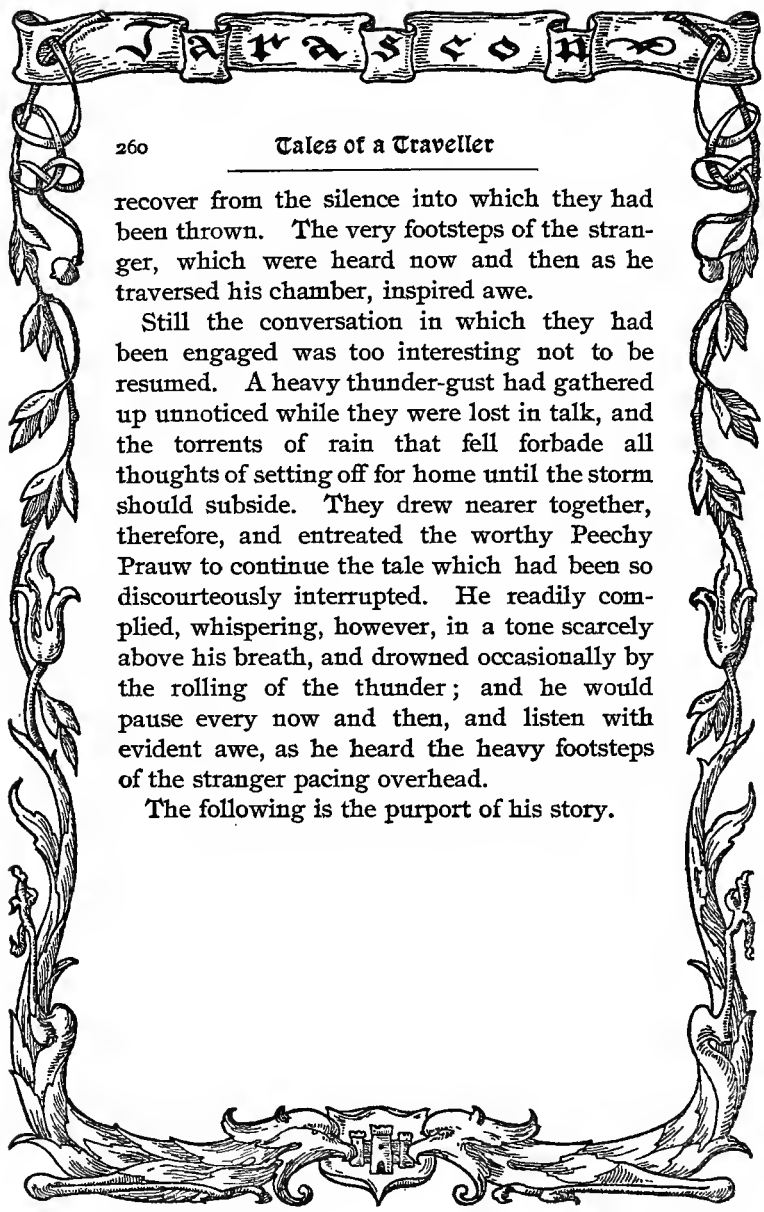 Tarascon
260 Tales of a Traveller
recover from the silence into which they had
been thrown. The very footsteps of the stran-
ger, which were heard now and then as he
traversed his chamber, inspired awe.
Still the conversation in which they had
been engaged was too interesting not to be
resumed. A heavy thunder-gust had gathered
up unnoticed while they were lost in talk, and
the torrents of rain that fell forbade all
thoughts of setting off for home until the storm
should subside. They drew nearer together,
therefore, and entreated the worthy Peechy
Prauw to continue the tale which had been so
discourteously interrupted. He readily com-
plied, whispering, however, in a tone scarcely
above his breath, and drowned occasionally by
the rolling of the thunder; and he would
pause every now and then, and listen with
evident awe, as he heard the heavy footsteps
of the stranger pacing overhead.
The following is the purport of his story.